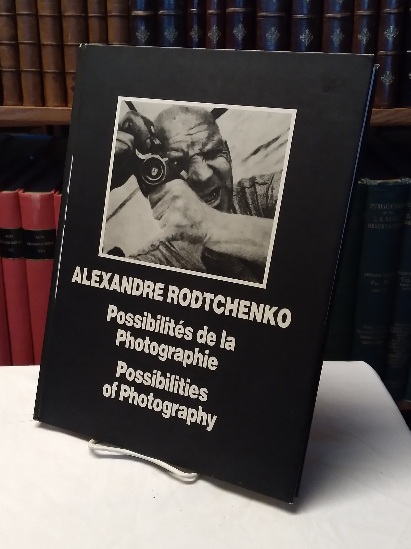 ALEXANDRE RODTCHENKO
Possibilités de la
Photographie
Possibilities
of Photography